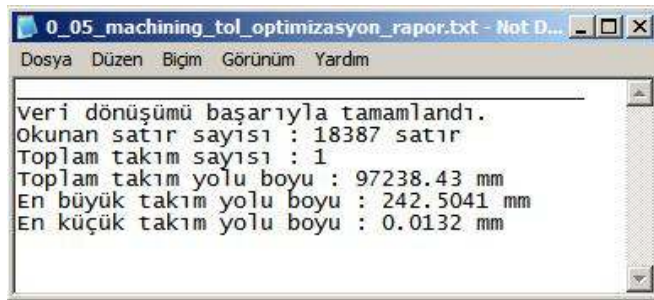 0_05_machining_tol_optimizasyon_rapor.txt - Not D...
Dosya Düzen Biçim Görünüm Yardım
Veri dönüşümü başarıyla tamamlandı.
Okunan satır sayısı : 18387 satır
Toplam takım sayısı : 1
Toplam takım yolu boyu : 97238.43 mm
En büyük takım yolu boyu : 242.5041 mm
En küçük takım yolu boyu : 0.0132 mm